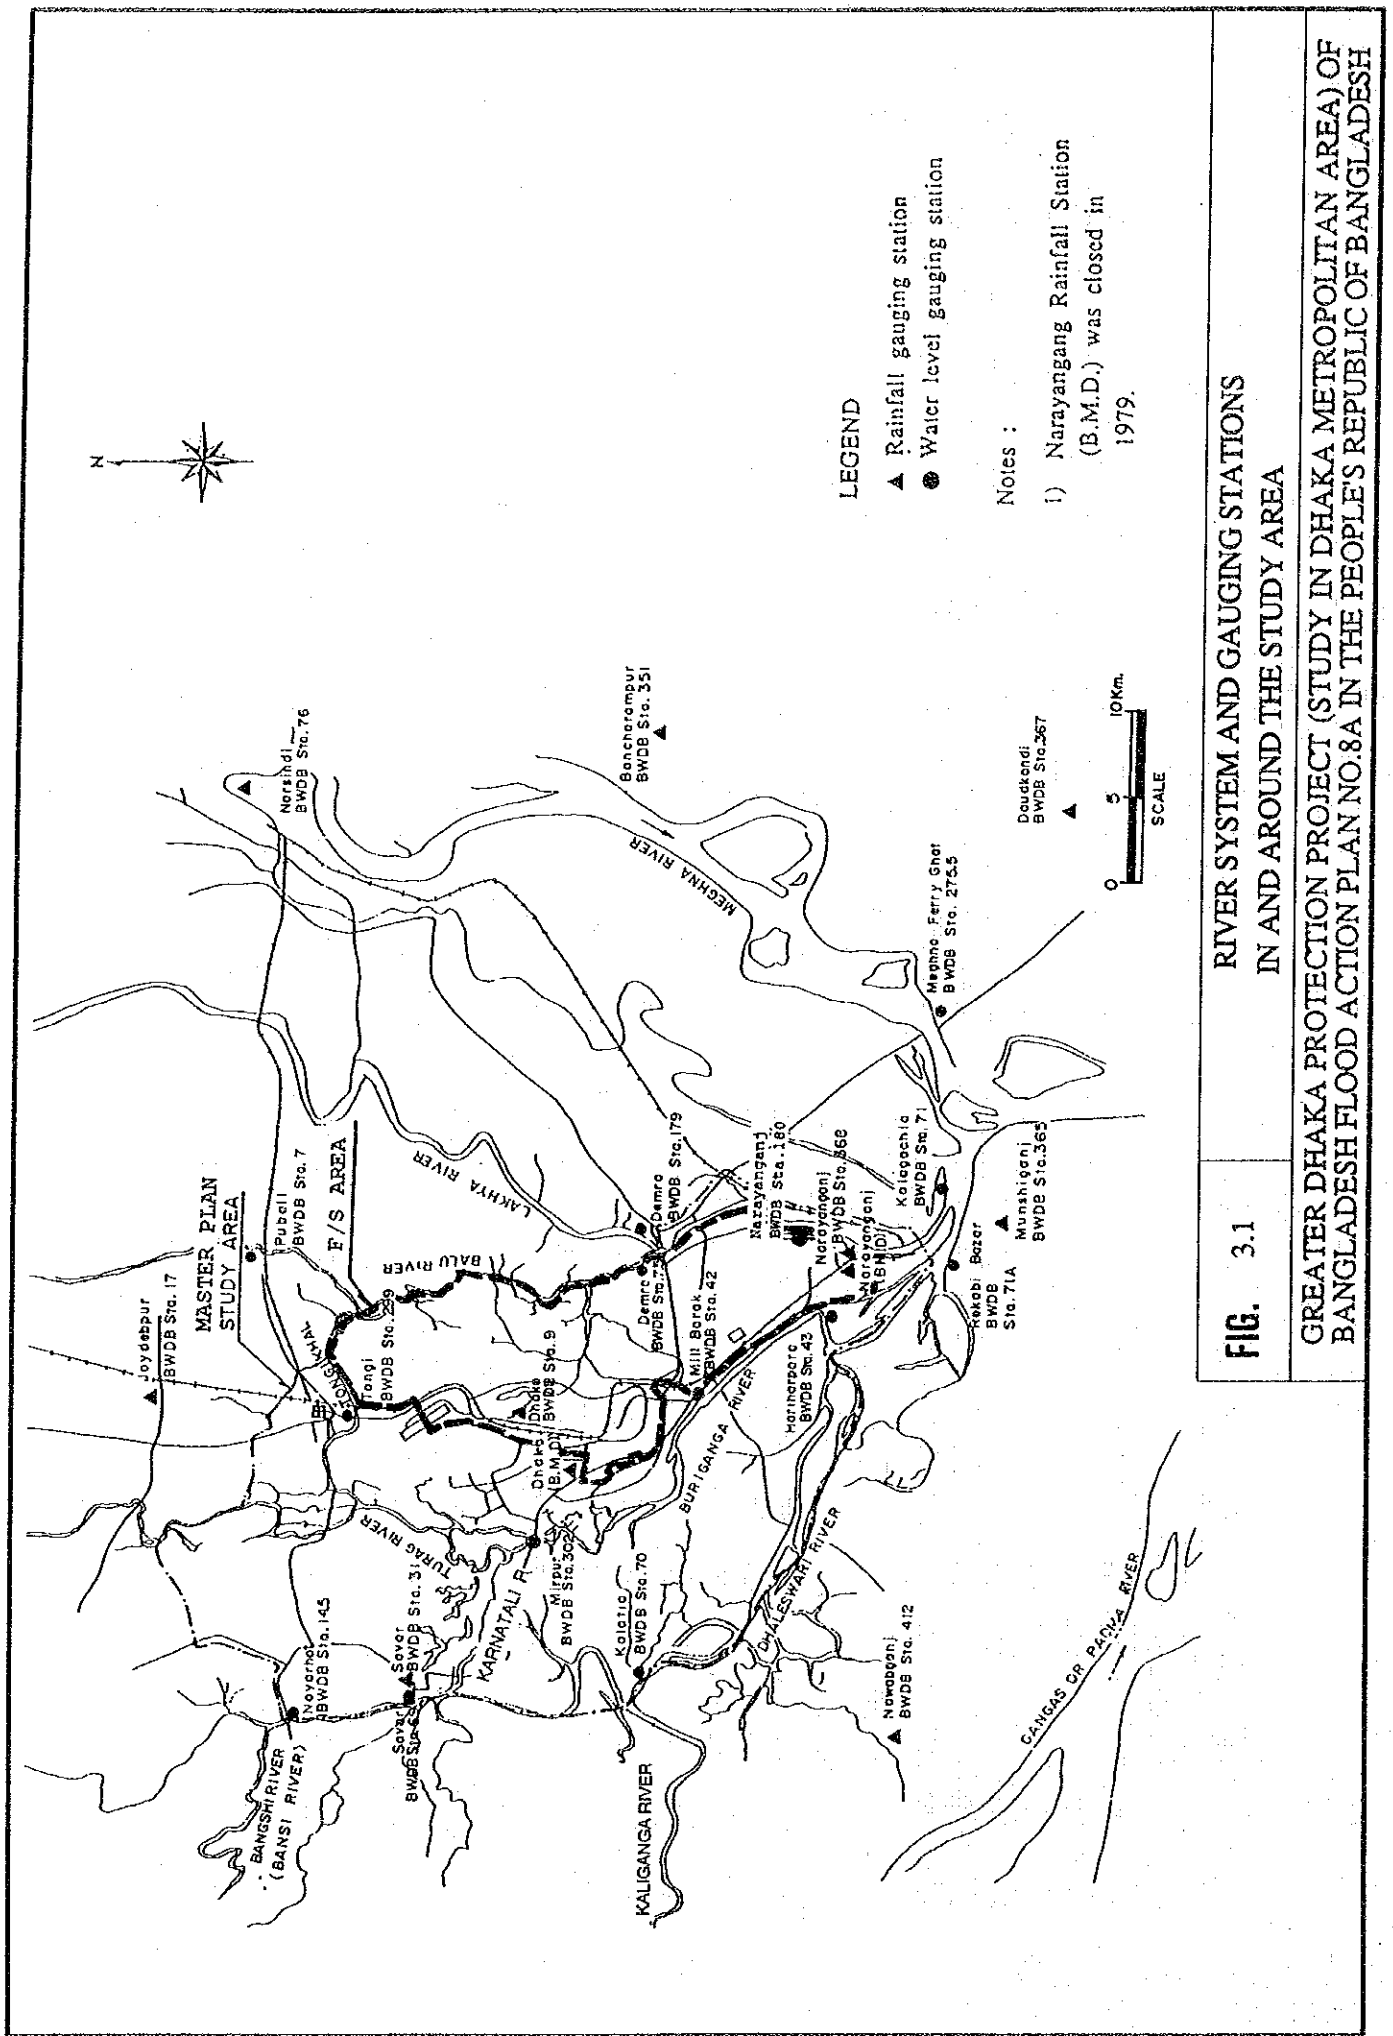 N
Joydebpur
BWDB Sta. 17
MASTER PLAN
STUDY AREA
Puball
BWDB Sta. 7
F/S AREA
Norsindi
BWDB Sta. 76
TONGI KHAL
Tongi
BWDB Sta. 299
BALU RIVER
LAKHYA RIVER
Nayarhat
BWDB Sta. 145
BANGSHI RIVER
(BANSI RIVER)
TURAG RIVER
Savar
BWDB Sta. 31
Savar
KARNATALI R.
Dhaka
BWDB Sta. 9
Dhaka
(B.M.D)
Mirpur
BWDB Sta. 302
Demra
BWDB Sta. 179
Demra
Mill Barak
BWDB Sta. 42
Bancharampur
BWDB Sta. 351
MEGHNA RIVER
Kalatia
BWDB Sta. 70
KALIGANGA RIVER
BURIGANGA RIVER
Hariharpara
BWDB Sta. 43
Narayanganj
BWDB Sta. 180
Narayanganj
BWDB Sta. 368
Narayanganj
DHALESWARI RIVER
Kalagachia
BWDB Sta. 71
Rekabi Bazar
BWDB
Sta. 71A
Munshiganj
BWDB Sta. 365
Meghna Ferry Ghat
BWDB Sta. 275.5
Daudkandi
BWDB Sta. 367
Nawabganj
BWDB Sta. 412
GANGAS OR PADMA RIVER
0 5 10Km.
SCALE
LEGEND
▲ Rainfall gauging station
● Water level gauging station
Notes :
1) Narayangang Rainfall Station
(B.M.D.) was closed in
1979.
FIG. 3.1
RIVER SYSTEM AND GAUGING STATIONS
IN AND AROUND THE STUDY AREA
GREATER DHAKA PROTECTION PROJECT (STUDY IN DHAKA METROPOLITAN AREA) OF
BANGLADESH FLOOD ACTION PLAN NO.8A IN THE PEOPLE'S REPUBLIC OF BANGLADESH